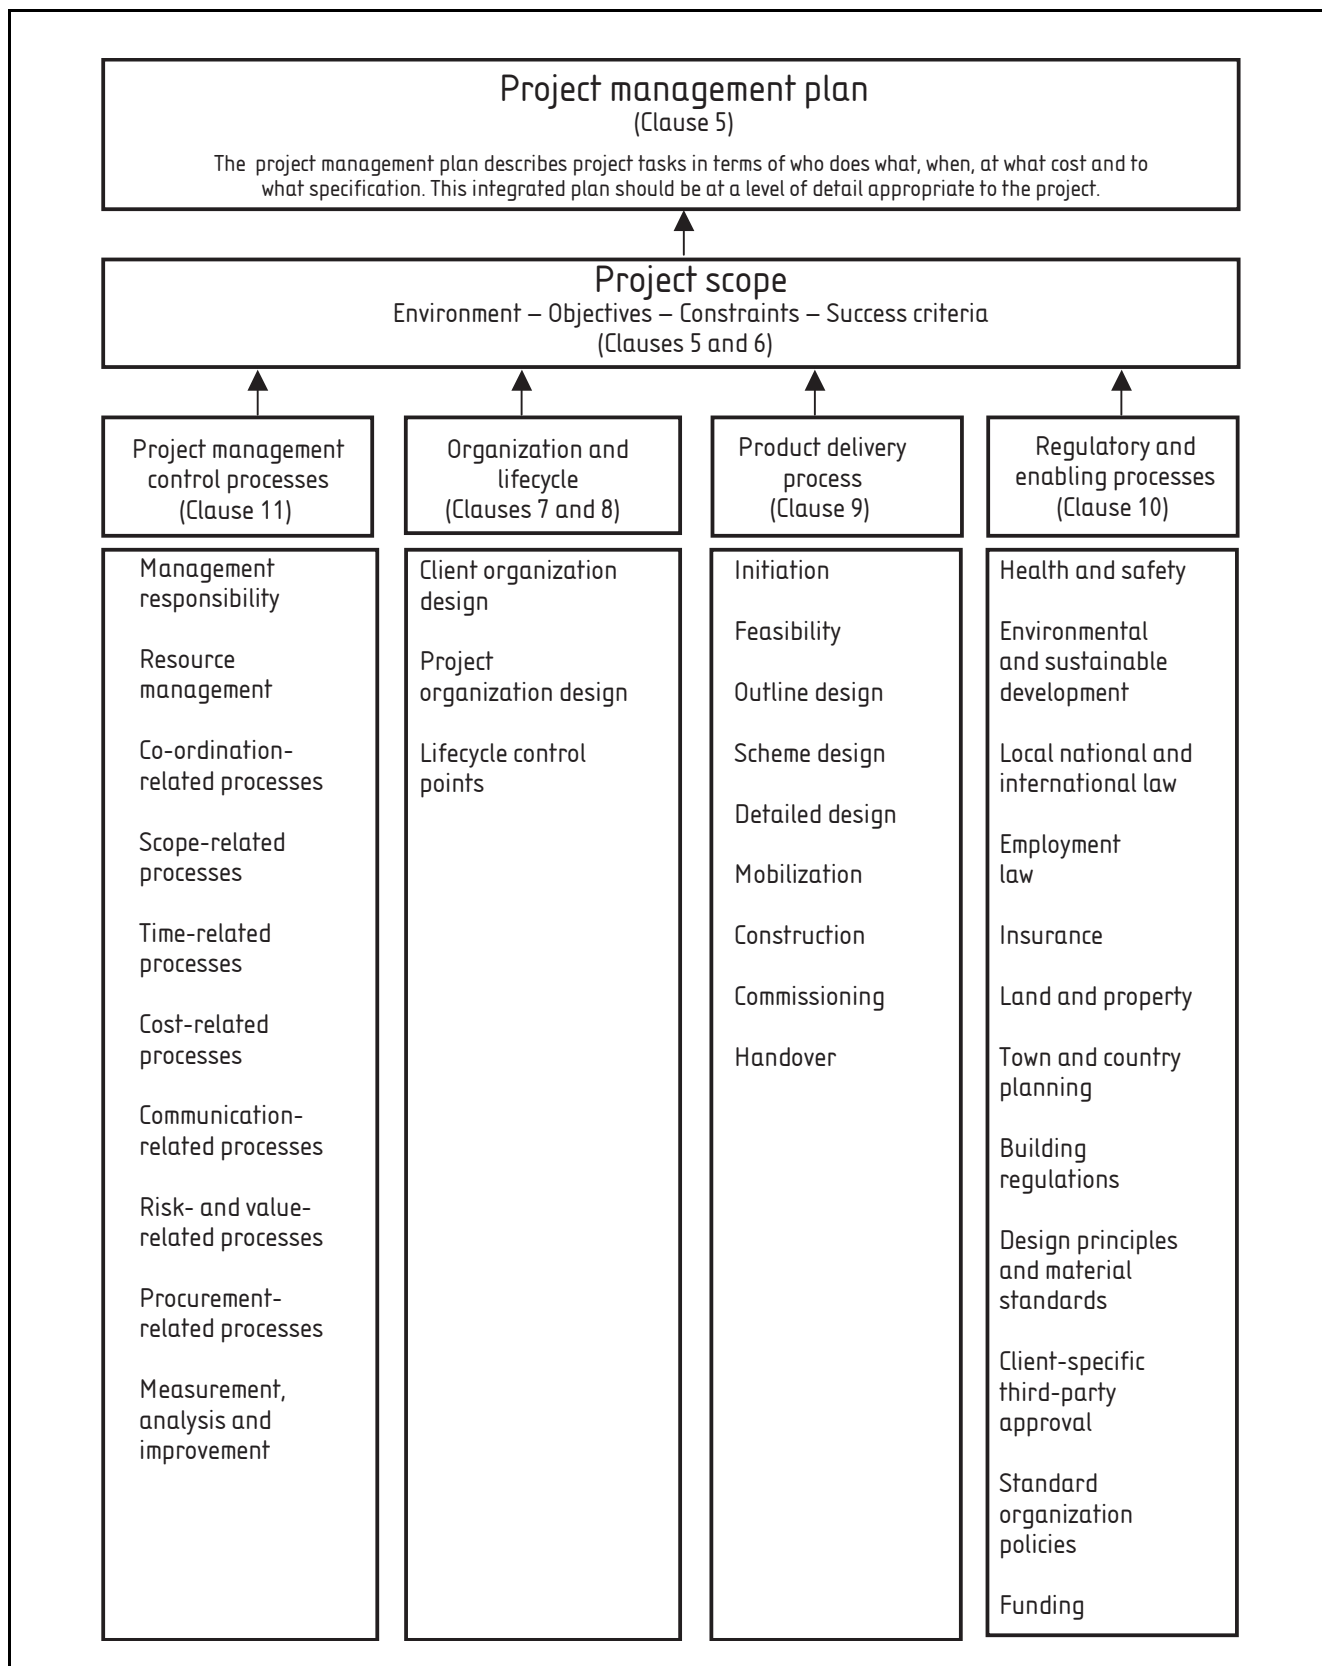 Project management plan
(Clause 5)
The project management plan describes project tasks in terms of who does what, when, at what cost and to
what specification. This integrated plan should be at a level of detail appropriate to the project.
Project scope
Environment – Objectives – Constraints – Success criteria
(Clauses 5 and 6)
Project management
control processes
(Clause 11)
Management
responsibility
Resource
management
Co-ordination-
related processes
Scope-related
processes
Time-related
processes
Cost-related
processes
Communication-
related processes
Risk- and value-
related processes
Procurement-
related processes
Measurement,
analysis and
improvement
Organization and
lifecycle
(Clauses 7 and 8)
Client organization
design
Project
organization design
Lifecycle control
points
Product delivery
process
(Clause 9)
Initiation
Feasibility
Outline design
Scheme design
Detailed design
Mobilization
Construction
Commissioning
Handover
Regulatory and
enabling processes
(Clause 10)
Health and safety
Environmental
and sustainable
development
Local national and
international law
Employment
law
Insurance
Land and property
Town and country
planning
Building
regulations
Design principles
and material
standards
Client-specific
third-party
approval
Standard
organization
policies
Funding